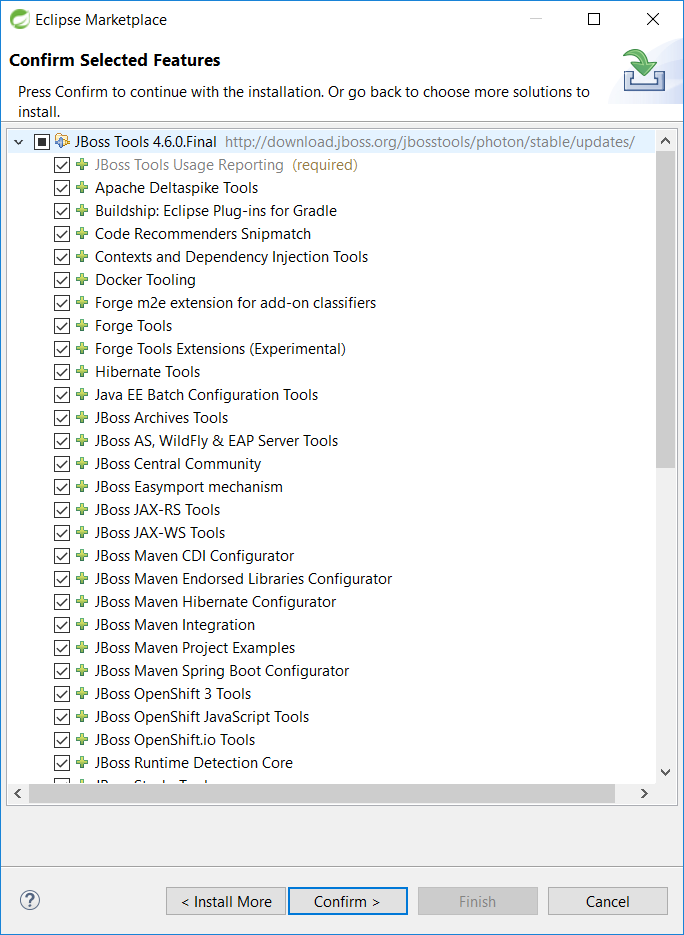 Eclipse Marketplace
Confirm Selected Features
Press Confirm to continue with the installation. Or go back to choose more solutions to
install.
JBoss Tools 4.6.0.Final http://download.jboss.org/jbosstools/photon/stable/updates/
JBoss Tools Usage Reporting (required)
Apache Deltaspike Tools
Buildship: Eclipse Plug-ins for Gradle
Code Recommenders Snipmatch
Contexts and Dependency Injection Tools
Docker Tooling
Forge m2e extension for add-on classifiers
Forge Tools
Forge Tools Extensions (Experimental)
Hibernate Tools
Java EE Batch Configuration Tools
JBoss Archives Tools
JBoss AS, WildFly & EAP Server Tools
JBoss Central Community
JBoss Easymport mechanism
JBoss JAX-RS Tools
JBoss JAX-WS Tools
JBoss Maven CDI Configurator
JBoss Maven Endorsed Libraries Configurator
JBoss Maven Hibernate Configurator
JBoss Maven Integration
JBoss Maven Project Examples
JBoss Maven Spring Boot Configurator
JBoss OpenShift 3 Tools
JBoss OpenShift JavaScript Tools
JBoss OpenShift.io Tools
JBoss Runtime Detection Core
? < Install More Confirm > Finish Cancel